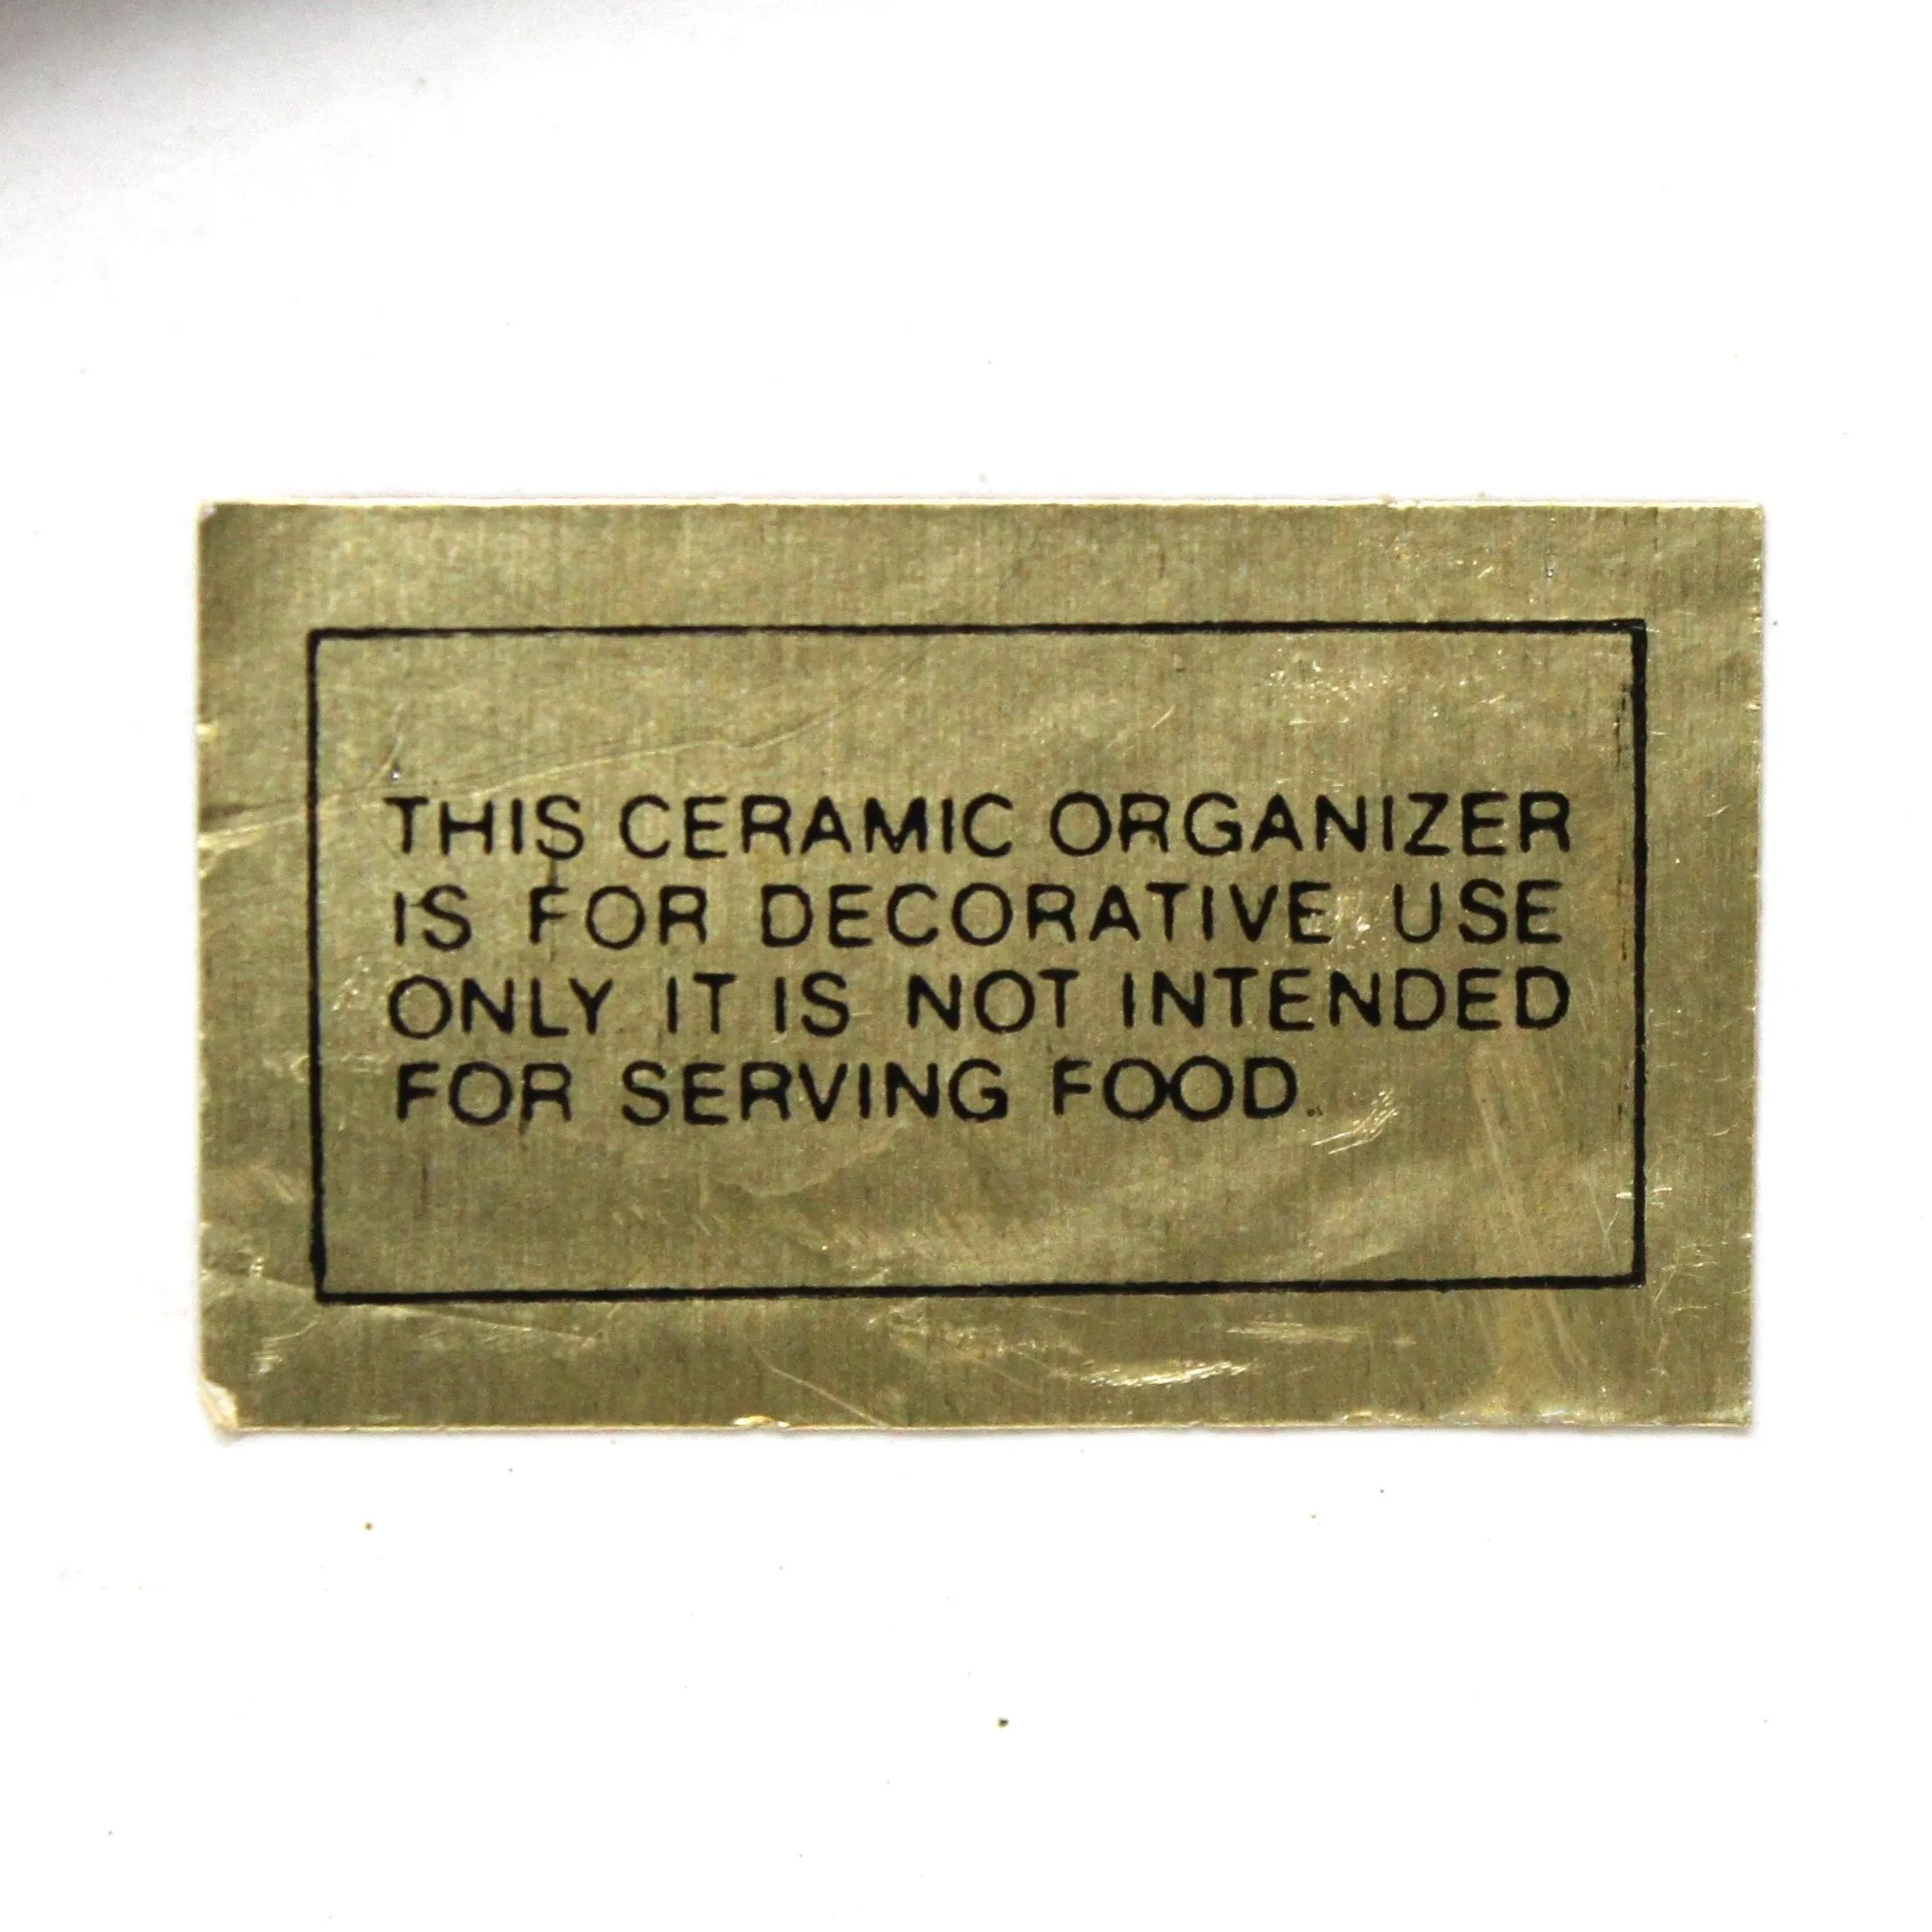 THIS CERAMIC ORGANIZER
IS FOR DECORATIVE USE
ONLY IT IS NOT INTENDED
FOR SERVING FOOD.